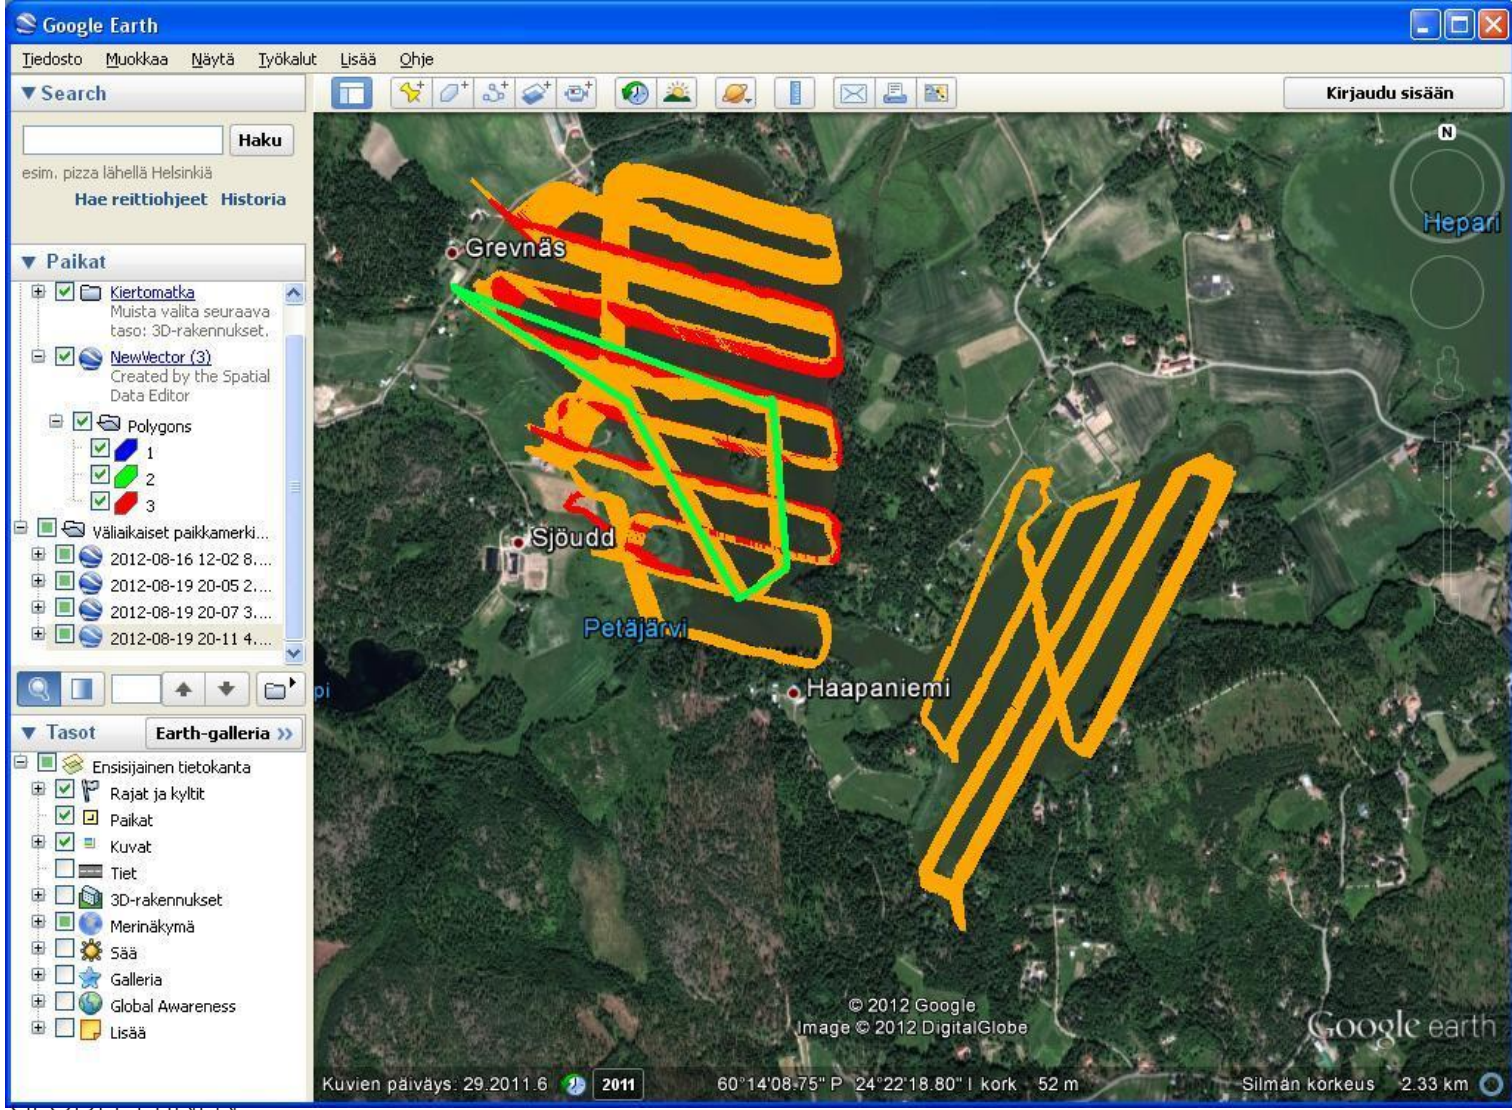 Google Earth
Tiedosto Muokkaa Näytä Työkalut Lisää Ohje
Search
Kirjaudu sisään
Haku
esim. pizza lähellä Helsinkiä
Hae reittiohjeet Historia
Paikat
Kiertomatka
Muista valita seuraava
taso: 3D-rakennukset.
NewVector (3)
Created by the Spatial
Data Editor
Polygons
1
2
3
Väliaikaiset paikkamerki...
2012-08-16 12-02 8....
2012-08-19 20-05 2....
2012-08-19 20-07 3....
2012-08-19 20-11 4....
Tasot Earth-galleria »
Ensisijainen tietokanta
Rajat ja kyltit
Paikat
Kuvat
Tiet
3D-rakennukset
Merinäkymä
Sää
Galleria
Global Awareness
Lisää
N
Hepari
Grevnäs
Sjöudd
Petäjärvi
Haapaniemi
pi
© 2012 Google
Image © 2012 DigitalGlobe
Google earth
Kuvien päiväys: 29.2011.6 2011 60°14'08.75" P 24°22'18.80" I kork 52 m Silmän korkeus 2.33 km